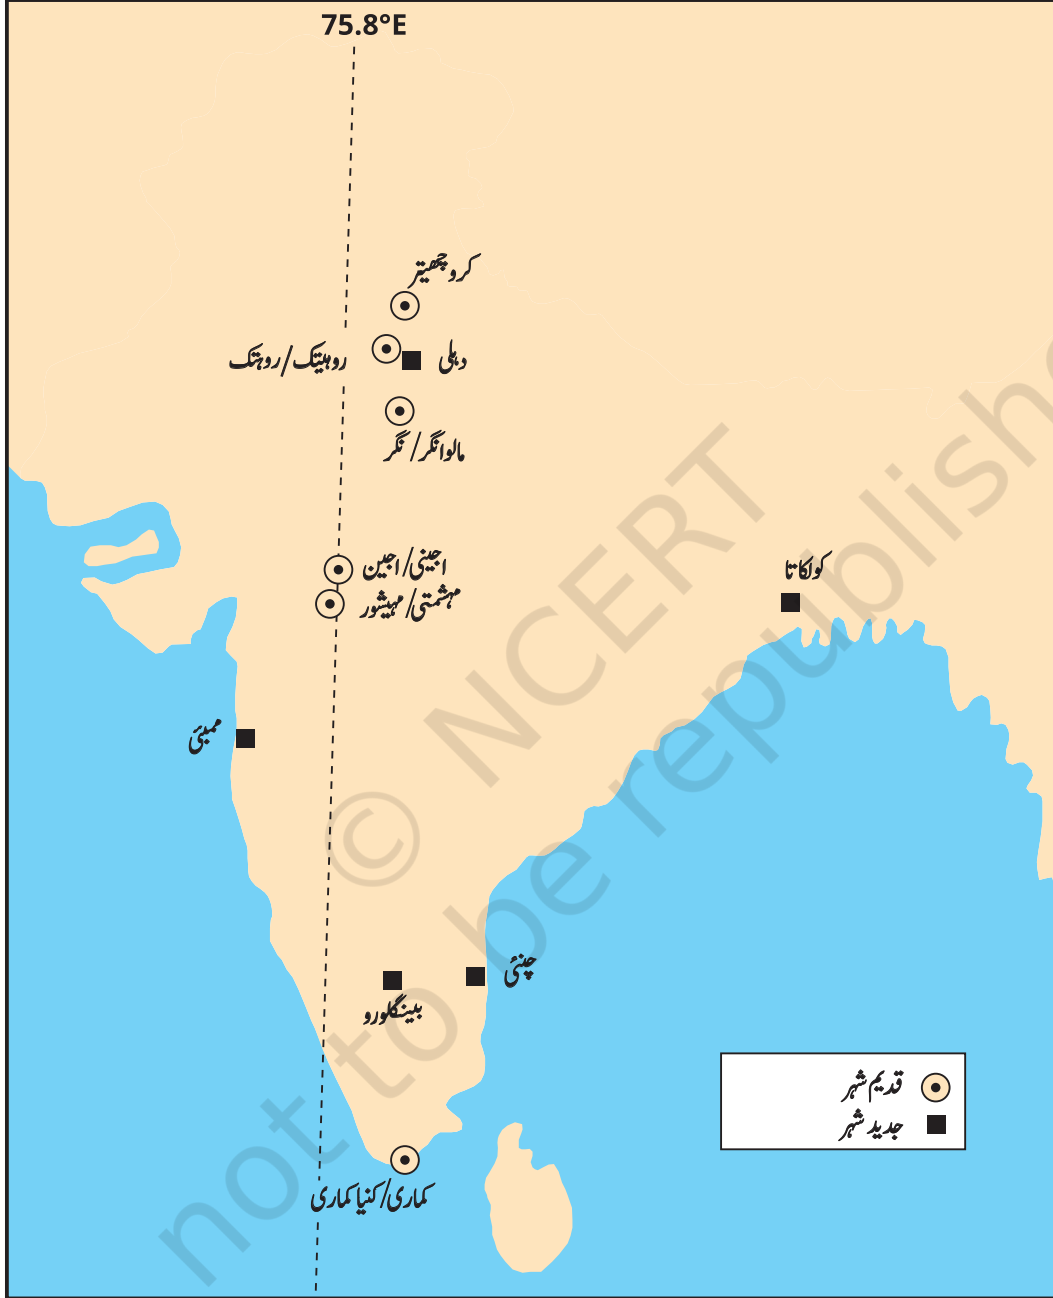 75.8°E
کروچھیتر
روہیتک/روہتک
دہلی
مالوانگر/نگر
اجینی/اجین
مہشمتی/مہیشور
کولکاتا
ممبئی
چنئی
بینگلورو
کماری/کنیاکماری
قدیم شہر
جدید شہر
© NCERT
not to be republishe